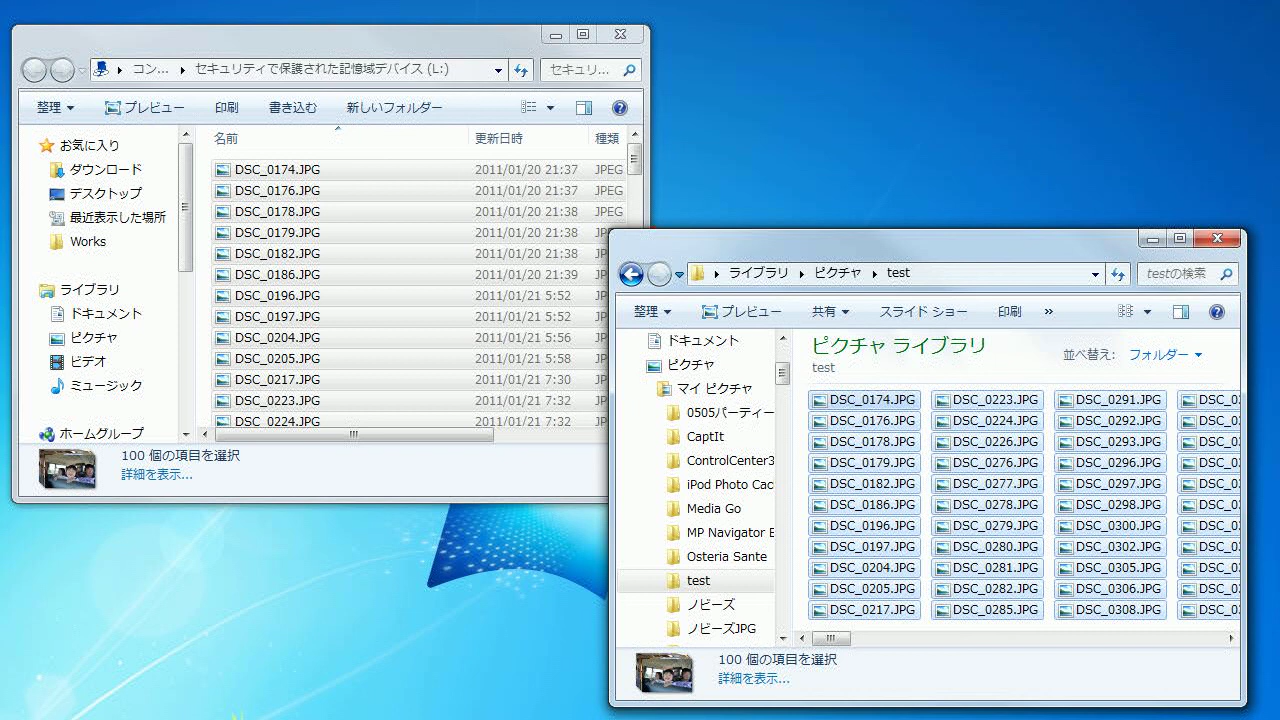 コン... セキュリティで保護された記憶域デバイス (L:) セキュリ...
整理 プレビュー 印刷 書き込む 新しいフォルダー
お気に入り
ダウンロード
デスクトップ
最近表示した場所
Works
ライブラリ
ドキュメント
ピクチャ
ビデオ
ミュージック
ホームグループ
名前 更新日時 種類
DSC_0174.JPG 2011/01/20 21:37 JPEG
DSC_0176.JPG 2011/01/20 21:37 JPEG
DSC_0178.JPG 2011/01/20 21:38 JPEG
DSC_0179.JPG 2011/01/20 21:38 JP
DSC_0182.JPG 2011/01/20 21:38 JP
DSC_0186.JPG 2011/01/20 21:39 JP
DSC_0196.JPG 2011/01/21 5:52 JP
DSC_0197.JPG 2011/01/21 5:52 JP
DSC_0204.JPG 2011/01/21 5:56 JP
DSC_0205.JPG 2011/01/21 5:58 JP
DSC_0217.JPG 2011/01/21 7:30 JP
DSC_0223.JPG 2011/01/21 7:32 JP
DSC_0224.JPG 2011/01/21 7:32 JP
100 個の項目を選択
詳細を表示...
ライブラリ ピクチャ test testの検索
整理 プレビュー 共有 スライド ショー 印刷 »
ドキュメント
ピクチャ
マイ ピクチャ
0505パーティー
CaptIt
ControlCenter3
iPod Photo Cac
Media Go
MP Navigator E
Osteria Sante
test
ノビーズ
ノビーズJPG
ピクチャ ライブラリ
test
並べ替え: フォルダー
DSC_0174.JPG DSC_0223.JPG DSC_0291.JPG DSC_0
DSC_0176.JPG DSC_0224.JPG DSC_0292.JPG DSC_0
DSC_0178.JPG DSC_0226.JPG DSC_0293.JPG DSC_0
DSC_0179.JPG DSC_0276.JPG DSC_0296.JPG DSC_0
DSC_0182.JPG DSC_0277.JPG DSC_0297.JPG DSC_0
DSC_0186.JPG DSC_0278.JPG DSC_0298.JPG DSC_0
DSC_0196.JPG DSC_0279.JPG DSC_0300.JPG DSC_0
DSC_0197.JPG DSC_0280.JPG DSC_0302.JPG DSC_0
DSC_0204.JPG DSC_0281.JPG DSC_0305.JPG DSC_0
DSC_0205.JPG DSC_0282.JPG DSC_0306.JPG DSC_0
DSC_0217.JPG DSC_0285.JPG DSC_0308.JPG DSC_0
100 個の項目を選択
詳細を表示...